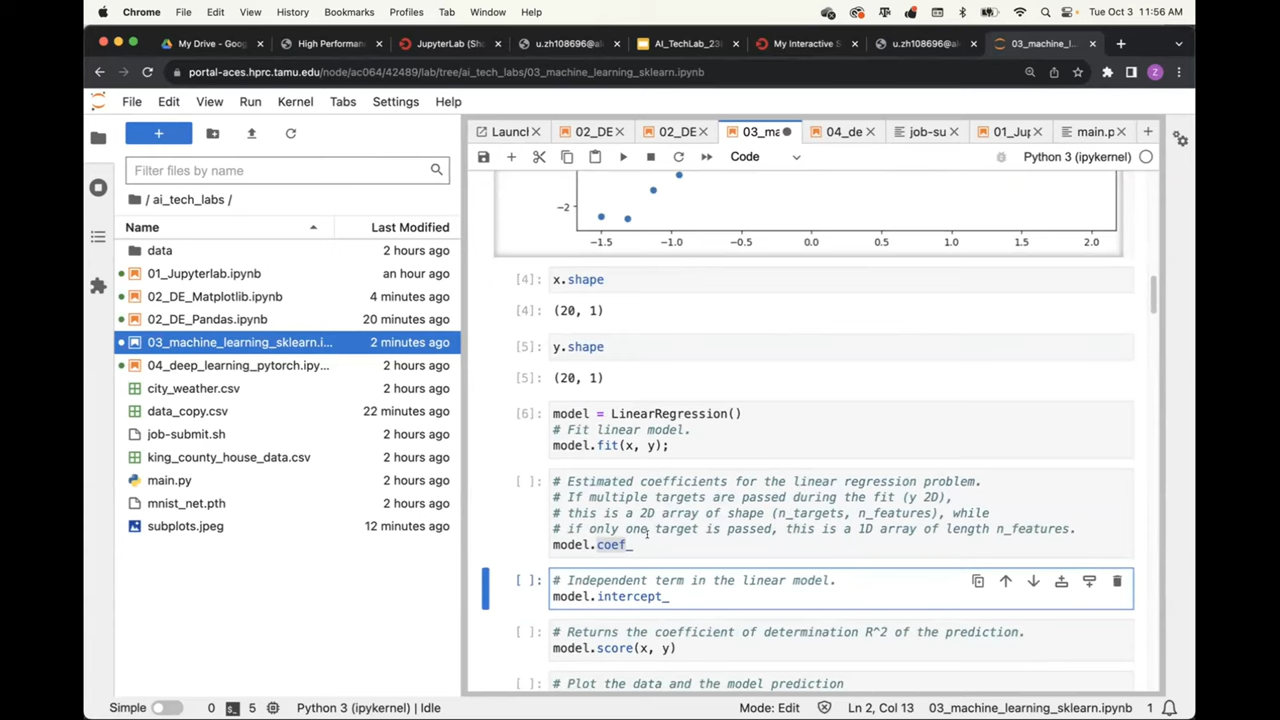 Chrome File Edit View History Bookmarks Profiles Tab Window Help Tue Oct 3 11:56 AM
My Drive - Goo High Performan JupyterLab (Sho u.zh108696@al AI_TechLab_23 My Interactive S u.zh108696@al 03_machine_l
portal-aces.hprc.tamu.edu/node/ac064/42489/lab/tree/ai_tech_labs/03_machine_learning_sklearn.ipynb Z
File Edit View Run Kernel Tabs Settings Help
Launch 02_DE 02_DE 03_ma 04_de job-su 01_Jup main.p
Code Python 3 (ipykernel)
Filter files by name
/ ai_tech_labs /
Name Last Modified
data 2 hours ago
01_Jupyterlab.ipynb an hour ago
02_DE_Matplotlib.ipynb 4 minutes ago
02_DE_Pandas.ipynb 20 minutes ago
03_machine_learning_sklearn.i... 2 minutes ago
04_deep_learning_pytorch.ipy... 2 hours ago
city_weather.csv 2 hours ago
data_copy.csv 22 minutes ago
job-submit.sh 2 hours ago
king_county_house_data.csv 2 hours ago
main.py 2 hours ago
mnist_net.pth 2 hours ago
subplots.jpeg 12 minutes ago
−2
−1.5 −1.0 −0.5 0.0 0.5 1.0 1.5 2.0
[4]: x.shape
[4]: (20, 1)
[5]: y.shape
[5]: (20, 1)
[6]: model = LinearRegression()
# Fit linear model.
model.fit(x, y);
[ ]: # Estimated coefficients for the linear regression problem.
# If multiple targets are passed during the fit (y 2D),
# this is a 2D array of shape (n_targets, n_features), while
# if only one target is passed, this is a 1D array of length n_features.
model.coef_
[ ]: # Independent term in the linear model.
model.intercept_
[ ]: # Returns the coefficient of determination R^2 of the prediction.
model.score(x, y)
[ ]: # Plot the data and the model prediction
Simple 0 5 Python 3 (ipykernel) | Idle Mode: Edit Ln 2, Col 13 03_machine_learning_sklearn.ipynb 1